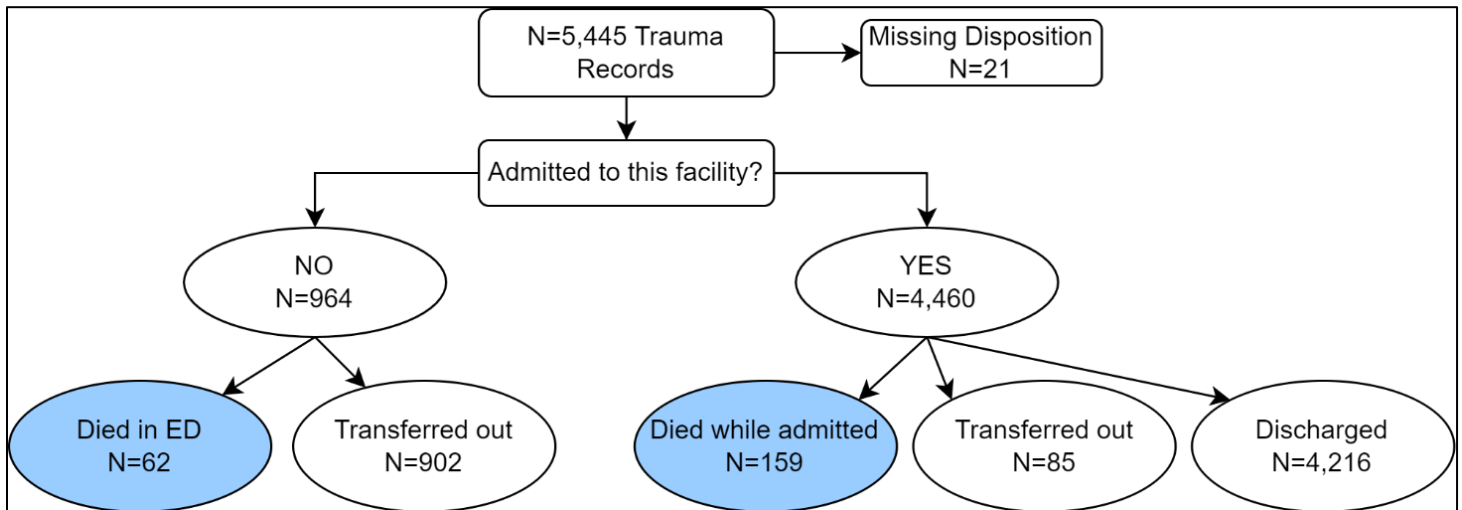 N=5,445 Trauma
Records
Missing Disposition
N=21
Admitted to this facility?
NO
N=964
YES
N=4,460
Died in ED
N=62
Transferred out
N=902
Died while admitted
N=159
Transferred out
N=85
Discharged
N=4,216